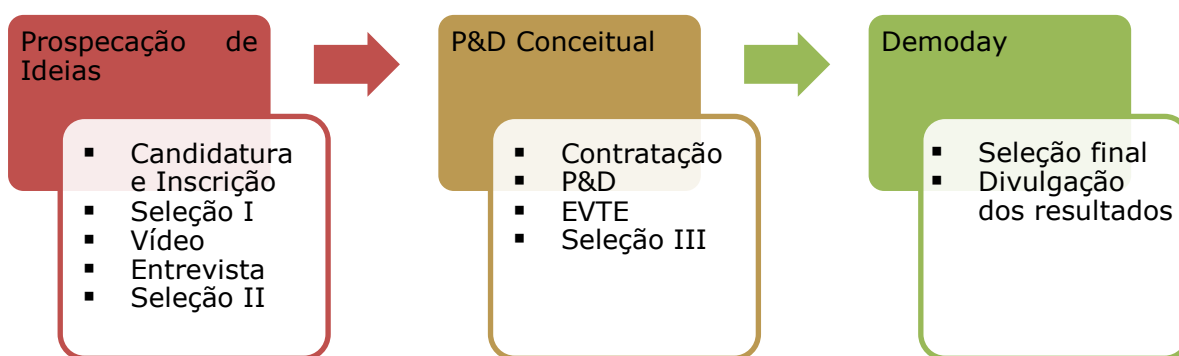 Prospecação de
Ideias
▪ Candidatura
e Inscrição
▪ Seleção I
▪ Vídeo
▪ Entrevista
▪ Seleção II
P&D Conceitual
▪ Contratação
▪ P&D
▪ EVTE
▪ Seleção III
Demoday
▪ Seleção final
▪ Divulgação
dos resultados